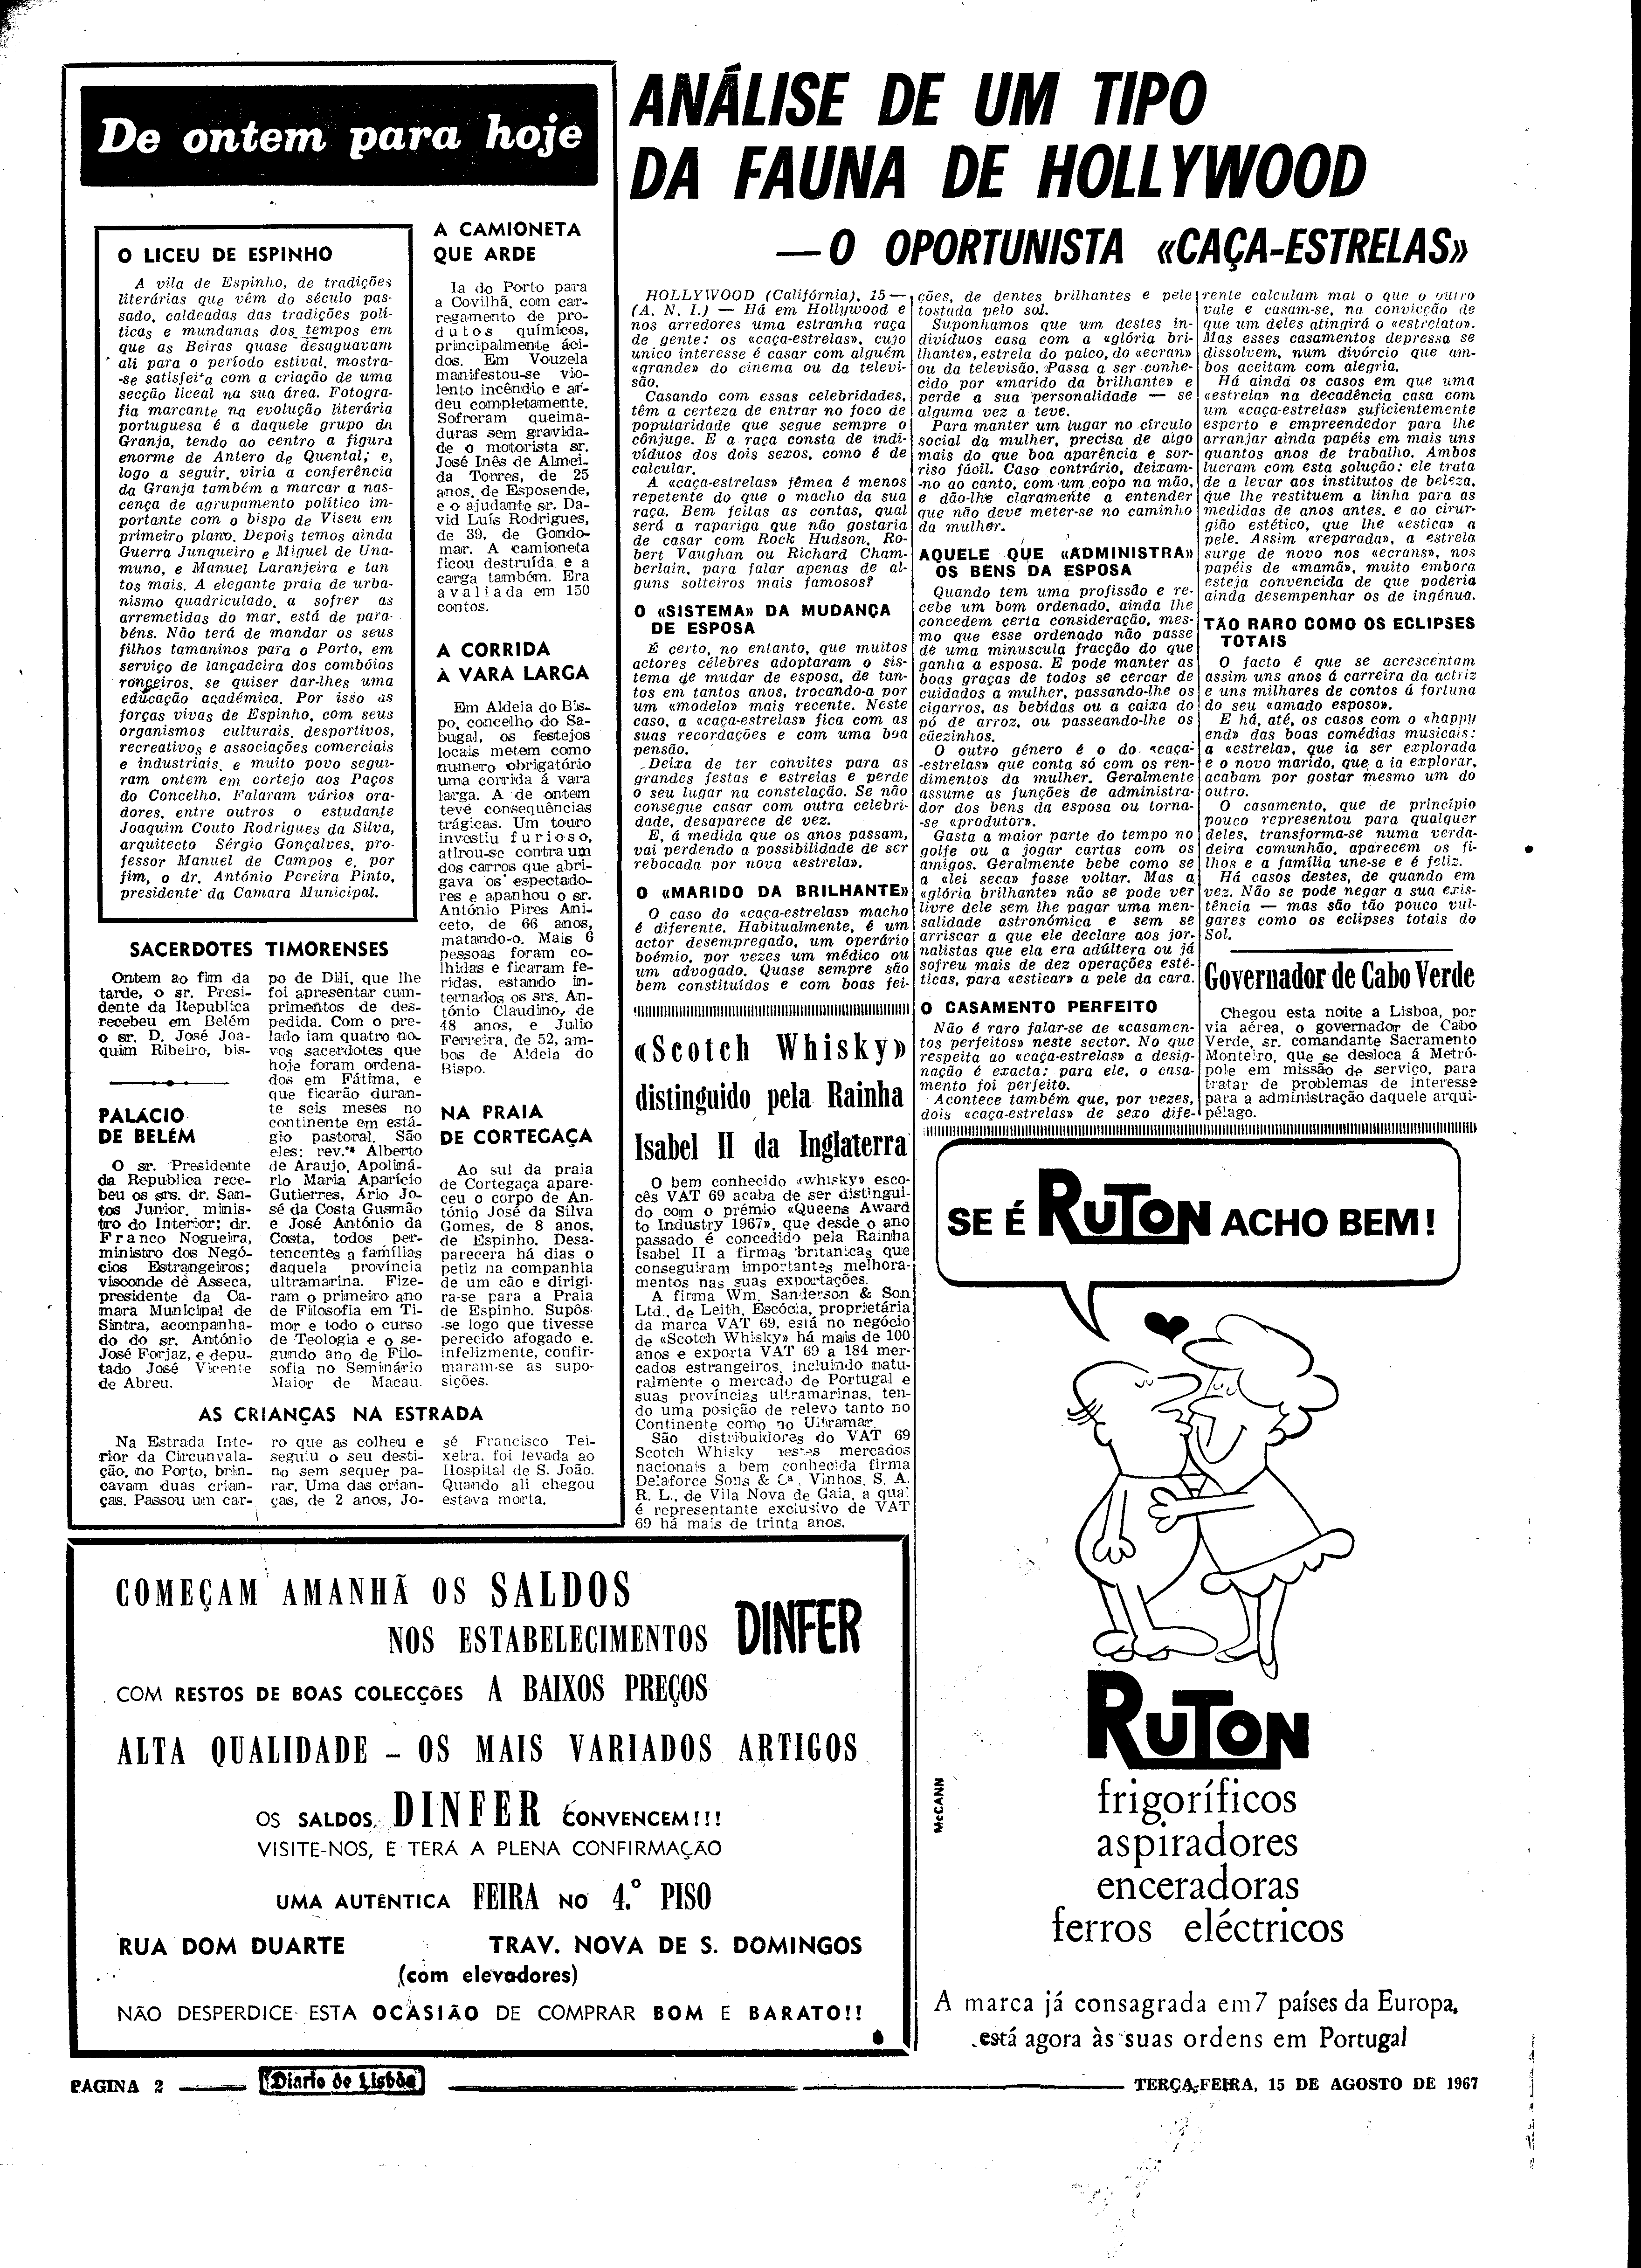 De ontem para hoje
O LICEU DE ESPINHO
A vila de Espinho, de tradições
literárias que vêm do século pas-
sado, caldeadas das tradições polí-
ticas e mundanas dos tempos em
que as Beiras quase desaguavam
ali para o período estival, mostra-
-se satisfeita com a criação de uma
secção liceal na sua área. Fotogra-
fia marcante na evolução literária
portuguesa é a daquele grupo da
Granja, tendo ao centro a figura
enorme de Antero de Quental; e,
logo a seguir, viria a conferência
da Granja também a marcar a nas-
cença de agrupamento político im-
portante com o bispo de Viseu em
primeiro plano. Depois temos ainda
Guerra Junqueiro e Miguel de Una-
muno, e Manuel Laranjeira e tan
tos mais. A elegante praia de urba-
nismo quadriculado, a sofrer as
arremetidas do mar, está de para-
béns. Não terá de mandar os seus
filhos tamaninos para o Porto, em
serviço de lançadeira dos combóios
ronceiros, se quiser dar-lhes uma
educação académica. Por isso as
forças vivas de Espinho, com seus
organismos culturais, desportivos,
recreativos e associações comerciais
e industriais, e muito povo segui-
ram ontem em cortejo aos Paços
do Concelho. Falaram vários ora-
dores, entre outros o estudante
Joaquim Couto Rodrigues da Silva,
arquitecto Sérgio Gonçalves, pro-
fessor Manuel de Campos e, por
fim, o dr. António Pereira Pinto,
presidente da Camara Municipal.
SACERDOTES TIMORENSES
Ontem ao fim da
tarde, o sr. Presi-
dente da Republica
recebeu em Belém
o sr. D. José Joa-
quim Ribeiro, bis-
po de Dili, que lhe
foi apresentar cum-
primentos de des-
pedida. Com o pre-
lado iam quatro no-
vos sacerdotes que
hoje foram ordena-
dos em Fátima, e
que ficarão duran-
te seis meses no
continente em está-
gio pastoral. São
eles: rev.ºs Alberto
de Araujo, Apoliná-
rio Maria Aparício
Gutierres, Ário Jo-
sé da Costa Gusmão
e José António da
Costa, todos per-
tencentes a famílias
daquela província
ultramarina. Fize-
ram o primeiro ano
de Filosofia em Ti-
mor e todo o curso
de Teologia e o se-
gundo ano de Filo-
sofia no Seminário
Maior de Macau.
PALÁCIO
DE BELÉM
O sr. Presidente
da Republica rece-
beu os srs. dr. San-
tos Junior, minis-
tro do Interior; dr.
Franco Nogueira,
ministro dos Negó-
cios Estrangeiros;
visconde de Asseca,
presidente da Ca-
mara Municipal de
Sintra, acompanha-
do do sr. António
José Forjaz, e depu-
tado José Vicente
de Abreu.
A CAMIONETA
QUE ARDE
Ia do Porto para
a Covilhã, com car-
regamento de pro-
dutos químicos,
principalmente áci-
dos. Em Vouzela
manifestou-se vio-
lento incêndio e ar-
deu completamente.
Sofreram queima-
duras sem gravida-
de o motorista sr.
José Inês de Almei-
da Torres, de 25
anos, de Esposende,
e o ajudante sr. Da-
vid Luís Rodrigues,
de 39, de Gondo-
mar. A camioneta
ficou destruída e a
carga também. Era
avaliada em 150
contos.
A CORRIDA
À VARA LARGA
Em Aldeia do Bis-
po, concelho do Sa-
bugal, os festejos
locais metem como
numero obrigatório
uma corrida á vara
larga. A de ontem
teve consequências
trágicas. Um touro
investiu furioso,
atirou-se contra um
dos carros que abri-
gava os espectado-
res e apanhou o sr.
António Pires Ani-
ceto, de 66 anos,
matando-o. Mais 6
pessoas foram co-
lhidas e ficaram fe-
ridas, estando in-
ternados os srs. An-
tónio Claudino, de
48 anos, e Julio
Ferreira, de 52, am-
bos de Aldeia do
Bispo.
NA PRAIA
DE CORTEGAÇA
Ao sul da praia
de Cortegaça apare-
ceu o corpo de An-
tónio José da Silva
Gomes, de 8 anos,
de Espinho. Desa-
parecera há dias o
petiz na companhia
de um cão e dirigi-
ra-se para a Praia
de Espinho. Supôs-
-se logo que tivesse
perecido afogado e.
infelizmente, confir-
maram-se as supo-
sições.
AS CRIANÇAS NA ESTRADA
Na Estrada Inte-
rior da Circunvala-
ção, no Porto, brin-
cavam duas crian-
ças. Passou um car-
ro que as colheu e
seguiu o seu desti-
no sem sequer pa-
rar. Uma das crian-
ças, de 2 anos, Jo-
sé Francisco Tei-
xeira, foi levada ao
Hospital de S. João.
Quando ali chegou
estava morta.
ANÁLISE DE UM TIPO
DA FAUNA DE HOLLYWOOD
—O OPORTUNISTA «CAÇA-ESTRELAS»
HOLLYWOOD (Califórnia), 15 —
(A. N. I.) — Há em Hollywood e
nos arredores uma estranha raça
de gente: os «caça-estrelas», cujo
unico interesse é casar com alguém
«grande» do cinema ou da televi-
são.
Casando com essas celebridades,
têm a certeza de entrar no foco de
popularidade que segue sempre o
cônjuge. E a raça consta de indi-
víduos dos dois sexos, como é de
calcular.
A «caça-estrelas» fêmea é menos
repetente do que o macho da sua
raça. Bem feitas as contas, qual
será a rapariga que não gostaria
de casar com Rock Hudson, Ro-
bert Vaughan ou Richard Cham-
berlain, para falar apenas de al-
guns solteiros mais famosos?
O «SISTEMA» DA MUDANÇA
DE ESPOSA
É certo, no entanto, que muitos
actores célebres adoptaram o sis-
tema de mudar de esposa, de tan-
tos em tantos anos, trocando-a por
um «modelo» mais recente. Neste
caso, a «caça-estrelas» fica com as
suas recordações e com uma boa
pensão.
Deixa de ter convites para as
grandes festas e estreias e perde
o seu lugar na constelação. Se não
consegue casar com outra celebri-
dade, desaparece de vez.
E, á medida que os anos passam,
vai perdendo a possibilidade de ser
rebocada por nova «estrela».
O «MARIDO DA BRILHANTE»
O caso do «caça-estrelas» macho
é diferente. Habitualmente, é um
actor desempregado, um operário
boémio, por vezes um médico ou
um advogado. Quase sempre são
bem constituídos e com boas fei-
ções, de dentes brilhantes e pele
tostada pelo sol.
Suponhamos que um destes in-
divíduos casa com a «glória bri-
lhante», estrela do palco, do «ecran»
ou da televisão. Passa a ser conhe-
cido por «marido da brilhante» e
perde a sua personalidade — se
alguma vez a teve.
Para manter um lugar no círculo
social da mulher, precisa de algo
mais do que boa aparência e sor-
riso fácil. Caso contrário, deixam-
-no ao canto, com um copo na mão,
e dão-lhe claramente a entender
que não deve meter-se no caminho
da mulher.
AQUELE QUE «ADMINISTRA»
OS BENS DA ESPOSA
Quando tem uma profissão e re-
cebe um bom ordenado, ainda lhe
concedem certa consideração, mes-
mo que esse ordenado não passe
de uma minuscula fracção do que
ganha a esposa. E pode manter as
boas graças de todos se cercar de
cuidados a mulher, passando-lhe os
cigarros, as bebidas ou a caixa do
pó de arroz, ou passeando-lhe os
cãezinhos.
O outro género é o do «caça-
-estrelas» que conta só com os ren-
dimentos da mulher. Geralmente
assume as funções de administra-
dor dos bens da esposa ou torna-
-se «produtor».
Gasta a maior parte do tempo no
golfe ou a jogar cartas com os
amigos. Geralmente bebe como se
a «lei seca» fosse voltar. Mas a
«glória brilhante» não se pode ver
livre dele sem lhe pagar uma men-
salidade astronómica e sem se
arriscar a que ele declare aos jor-
nalistas que ela era adúltera ou já
sofreu mais de dez operações esté-
ticas, para «esticar» a pele da cara.
O CASAMENTO PERFEITO
Não é raro falar-se de «casamen-
tos perfeitos» neste sector. No que
respeita ao «caça-estrelas» a desig-
nação é exacta: para ele, o casa-
mento foi perfeito.
Acontece também que, por vezes,
dois «caça-estrelas» de sexo dife-
rente calculam mal o que o outro
vale e casam-se, na convicção de
que um deles atingirá o «estrelato».
Mas esses casamentos depressa se
dissolvem, num divórcio que am-
bos aceitam com alegria.
Há ainda os casos em que uma
«estrela» na decadência casa com
um «caça-estrelas» suficientemente
esperto e empreendedor para lhe
arranjar ainda papéis em mais uns
quantos anos de trabalho. Ambos
lucram com esta solução: ele trata
de a levar aos institutos de beleza,
que lhe restituem a linha para as
medidas de anos antes, e ao cirur-
gião estético, que lhe «estica» a
pele. Assim «reparada», a estrela
surge de novo nos «ecrans», nos
papéis de «mamã», muito embora
esteja convencida de que poderia
ainda desempenhar os de ingénua.
TÃO RARO COMO OS ECLIPSES
TOTAIS
O facto é que se acrescentam
assim uns anos á carreira da actriz
e uns milhares de contos á fortuna
do seu «amado esposo».
E há, até, os casos com o «happy
end» das boas comédias musicais:
a «estrela», que ia ser explorada
e o novo marido, que a ia explorar,
acabam por gostar mesmo um do
outro.
O casamento, que de princípio
pouco representou para qualquer
deles, transforma-se numa verda-
deira comunhão, aparecem os fi-
lhos e a família une-se e é feliz.
Há casos destes, de quando em
vez. Não se pode negar a sua exis-
tência — mas são tão pouco vul-
gares como os eclipses totais do
Sol.
Governador de Cabo Verde
Chegou esta noite a Lisboa, por
via aérea, o governador de Cabo
Verde, sr. comandante Sacramento
Monteiro, que se desloca á Metró-
pole em missão de serviço, para
tratar de problemas de interesse
para a administração daquele arqui-
pélago.
«Scotch Whisky»
distinguido pela Rainha
Isabel II da Inglaterra
O bem conhecido «whisky» esco-
cês VAT 69 acaba de ser distingui-
do com o prémio «Queens Award
to Industry 1967», que desde o ano
passado é concedido pela Rainha
Isabel II a firmas britanicas que
conseguiram importantes melhora-
mentos nas suas exportações.
A firma Wm. Sanderson & Son
Ltd., de Leith, Escócia, proprietária
da marca VAT 69, está no negócio
de «Scotch Whisky» há mais de 100
anos e exporta VAT 69 a 184 mer-
cados estrangeiros, incluindo natu-
ralmente o mercado de Portugal e
suas províncias ultramarinas, ten-
do uma posição de relevo tanto no
Continente como no Ultramar.
São distribuidores do VAT 69
Scotch Whisky nestes mercados
nacionais a bem conhecida firma
Delaforce Sons & Cª., Vinhos, S. A.
R. L., de Vila Nova de Gaia, a qual
é representante exclusivo de VAT
69 há mais de trinta anos.
SE É RUTON ACHO BEM!
RUTON
McCANN
frigoríficos
aspiradores
enceradoras
ferros eléctricos
A marca já consagrada em 7 países da Europa,
está agora às suas ordens em Portugal
COMEÇAM AMANHÃ OS SALDOS
NOS ESTABELECIMENTOS DINFER
COM RESTOS DE BOAS COLECÇÕES A BAIXOS PREÇOS
ALTA QUALIDADE – OS MAIS VARIADOS ARTIGOS
OS SALDOS DINFER CONVENCEM!!!
VISITE-NOS, E TERÁ A PLENA CONFIRMAÇÃO
UMA AUTÊNTICA FEIRA NO 4.º PISO
RUA DOM DUARTE TRAV. NOVA DE S. DOMINGOS
(com elevadores)
NÃO DESPERDICE ESTA OCASIÃO DE COMPRAR BOM E BARATO!!
PAGINA 2 Diario de Lisbôa TERÇA-FEIRA, 15 DE AGOSTO DE 1967